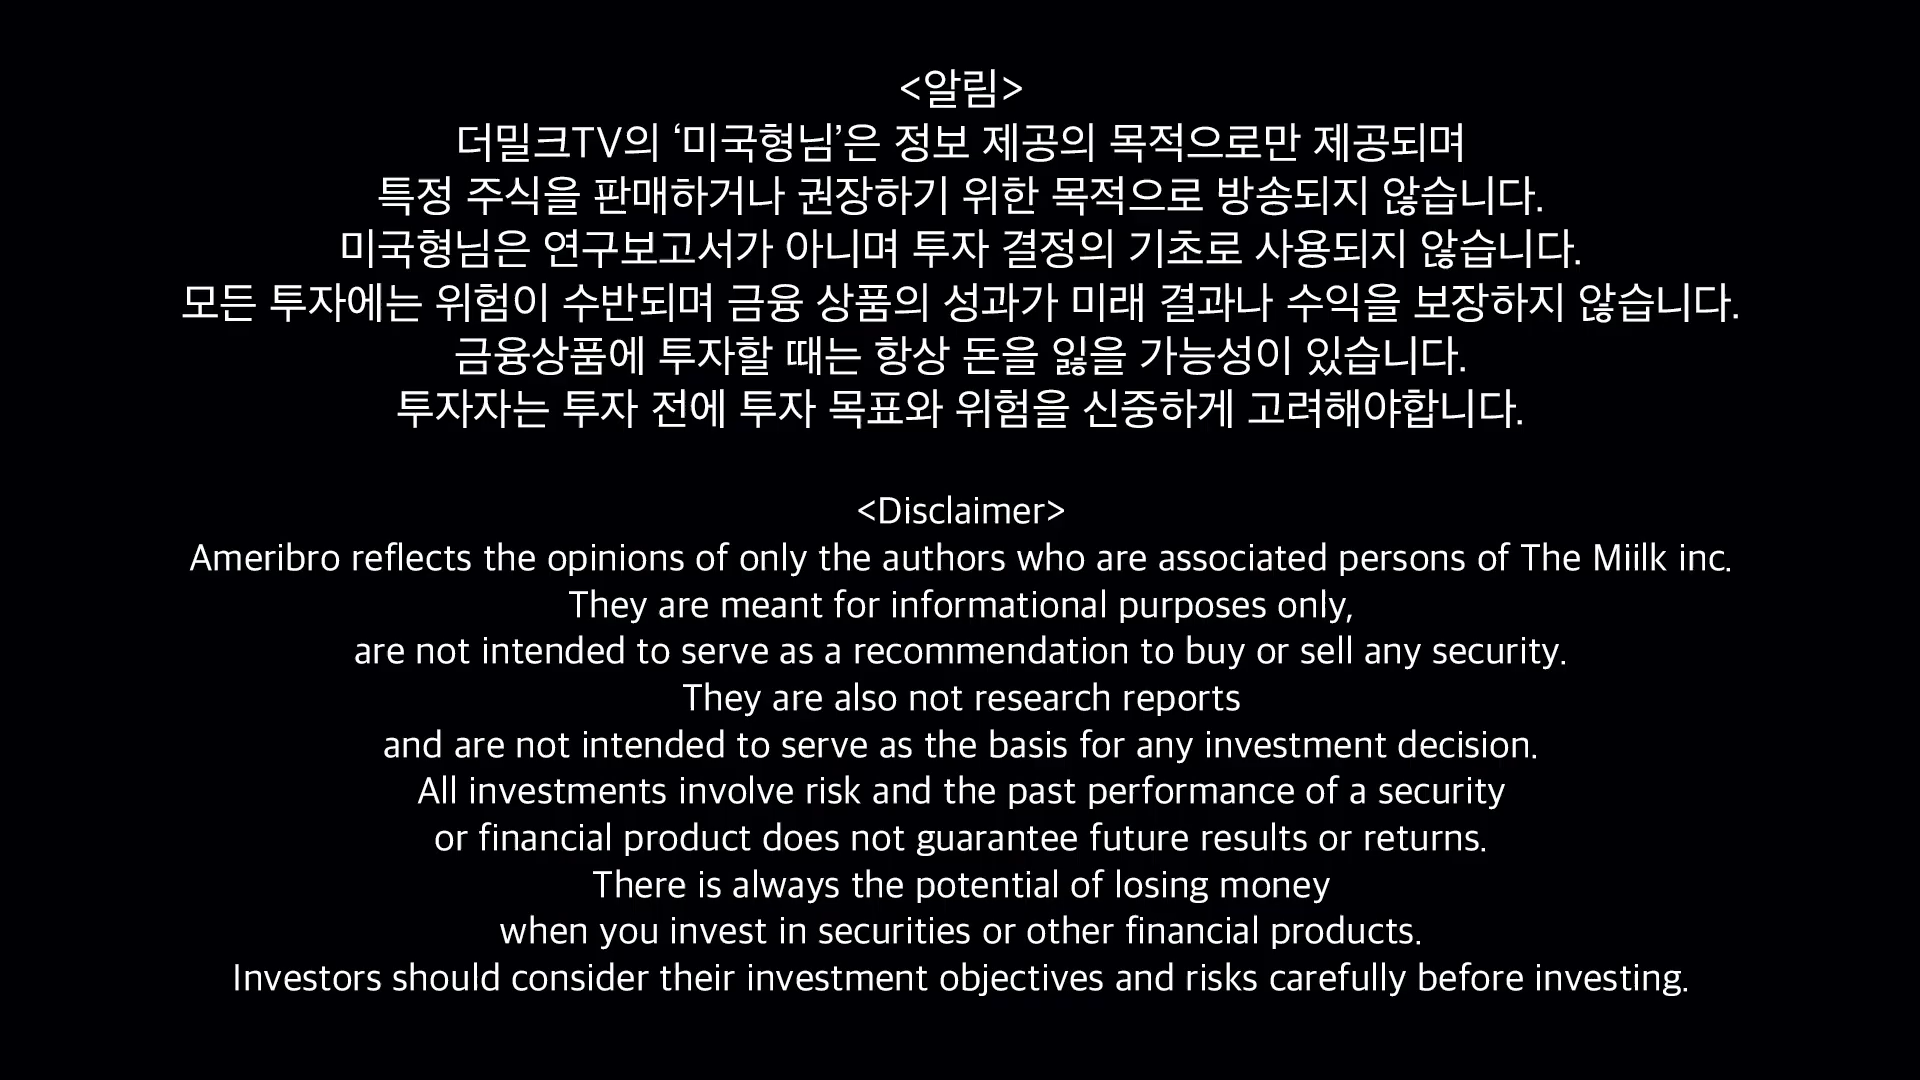 <알림>
더밀크TV의 ‘미국형님’은 정보 제공의 목적으로만 제공되며
특정 주식을 판매하거나 권장하기 위한 목적으로 방송되지 않습니다.
미국형님은 연구보고서가 아니며 투자 결정의 기초로 사용되지 않습니다.
모든 투자에는 위험이 수반되며 금융 상품의 성과가 미래 결과나 수익을 보장하지 않습니다.
금융상품에 투자할 때는 항상 돈을 잃을 가능성이 있습니다.
투자자는 투자 전에 투자 목표와 위험을 신중하게 고려해야합니다.
<Disclaimer>
Ameribro reflects the opinions of only the authors who are associated persons of The Miilk inc.
They are meant for informational purposes only,
are not intended to serve as a recommendation to buy or sell any security.
They are also not research reports
and are not intended to serve as the basis for any investment decision.
All investments involve risk and the past performance of a security
or financial product does not guarantee future results or returns.
There is always the potential of losing money
when you invest in securities or other financial products.
Investors should consider their investment objectives and risks carefully before investing.